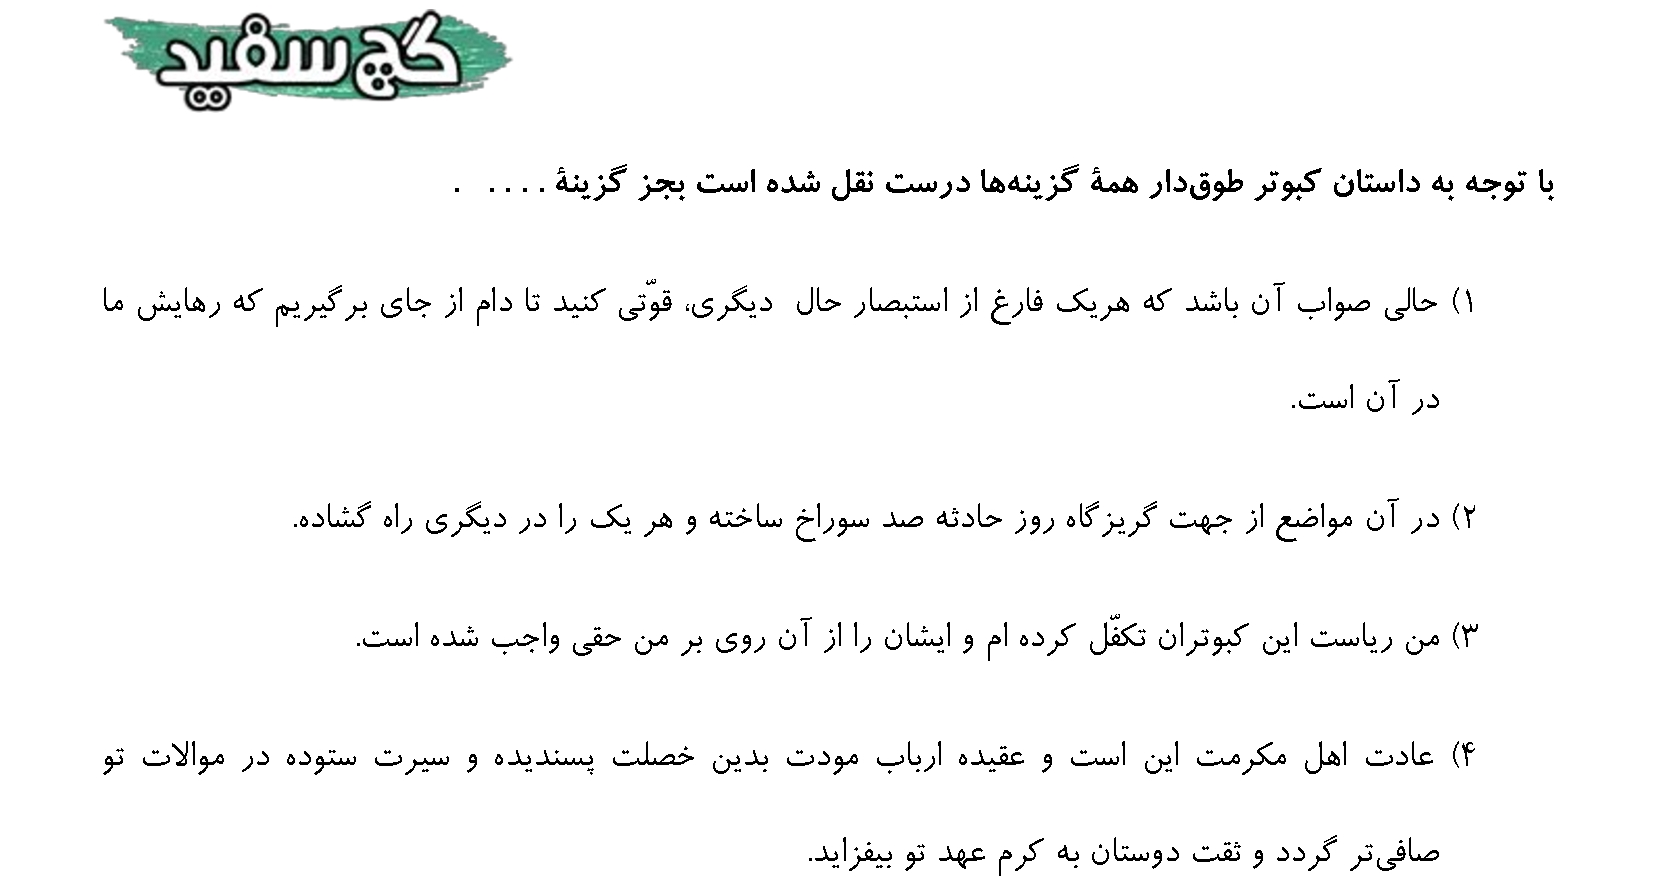 گچ سفید
با توجه به داستان کبوتر طوق‌دار همهٔ گزینه‌ها درست نقل شده است بجز گزینهٔ . . . . .
۱) حالی صواب آن باشد که هریک فارغ از استبصار حال دیگری، قوّتی کنید تا دام از جای برگیریم که رهایش ما
در آن است.
۲) در آن مواضع از جهت گریزگاه روز حادثه صد سوراخ ساخته و هر یک را در دیگری راه گشاده.
۳) من ریاست این کبوتران تکفّل کرده ام و ایشان را از آن روی بر من حقی واجب شده است.
۴) عادت اهل مکرمت این است و عقیده ارباب مودت بدین خصلت پسندیده و سیرت ستوده در موالات تو
صافی‌تر گردد و ثقت دوستان به کرم عهد تو بیفزاید.